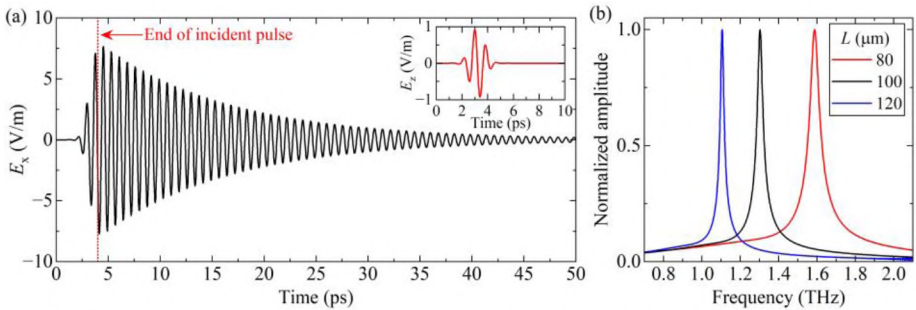 (a)
End of incident pulse
10
5
0
−5
−10
Ex (V/m)
0 5 10 15 20 25 30 35 40 45 50
Time (ps)
1
0
−1
Ez (V/m)
0 2 4 6 8 10
Time (ps)
(b)
1.0
0.5
0.0
Normalized amplitude
L (μm)
80
100
120
0.8 1.0 1.2 1.4 1.6 1.8 2.0
Frequency (THz)